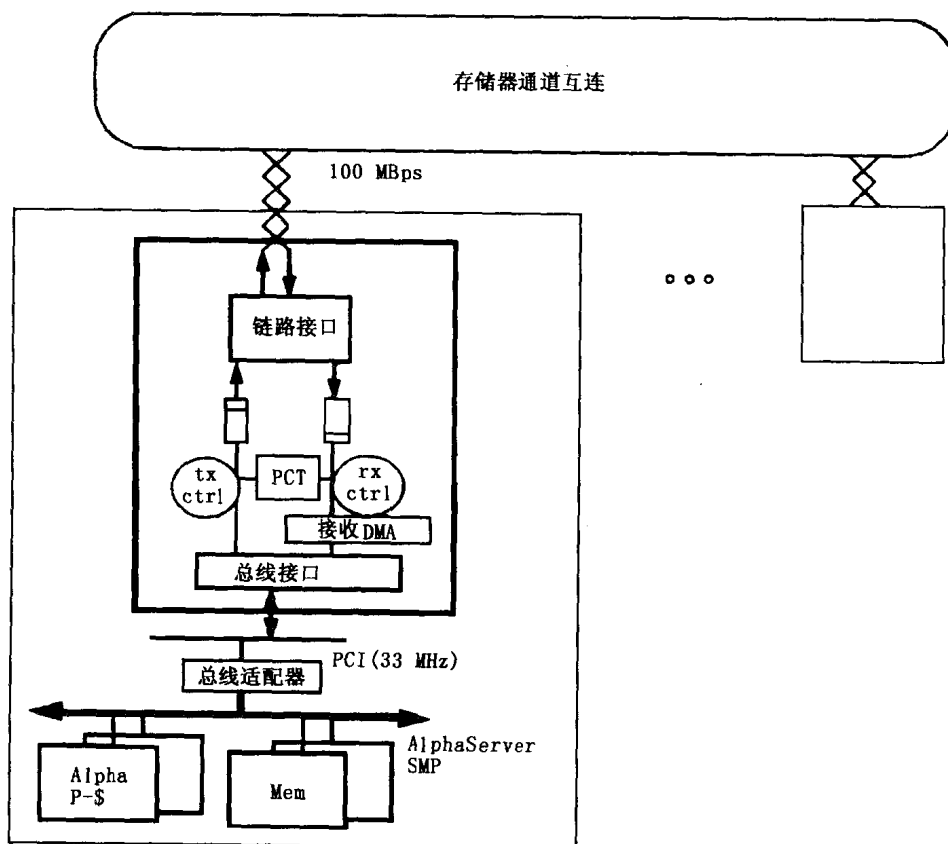 存储器通道互连
100 MBps
链路接口
tx
ctrl
PCT
rx
ctrl
接收DMA
总线接口
PCI(33 MHz)
总线适配器
AlphaServer
SMP
Alpha
P-$
Mem